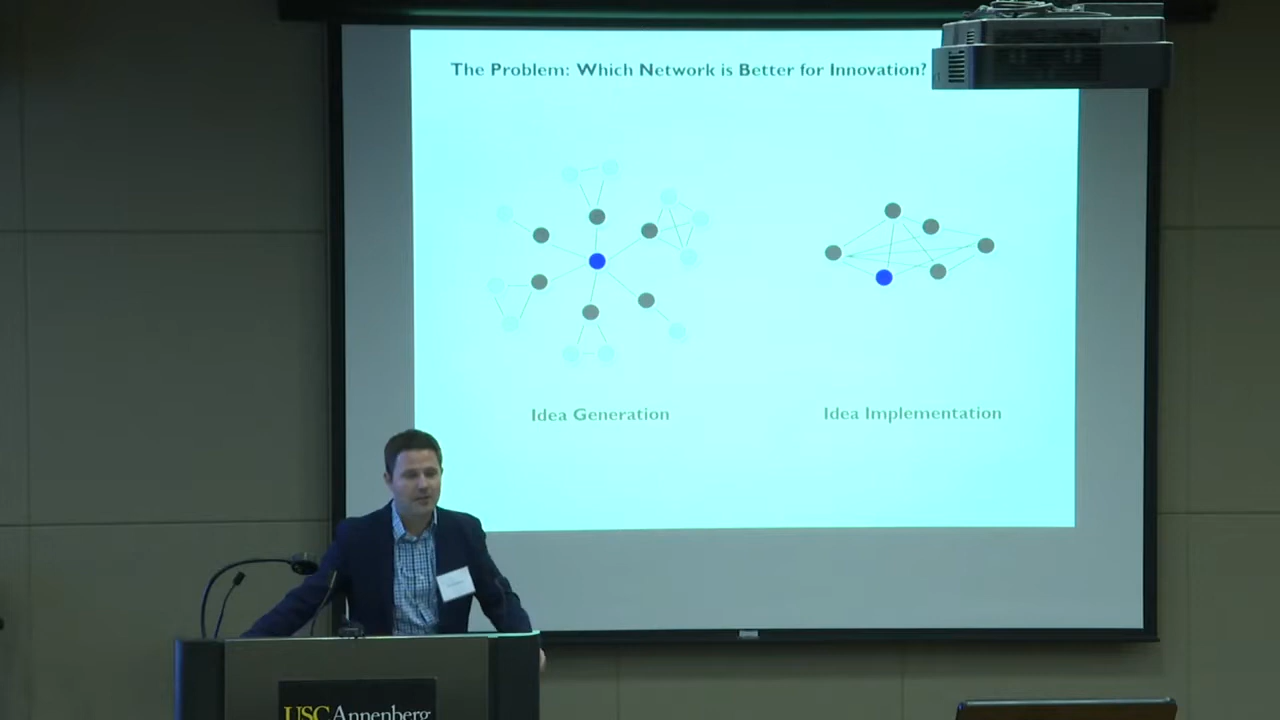 The Problem: Which Network is Better for Innovation?
Idea Generation
Idea Implementation
USC Annenberg